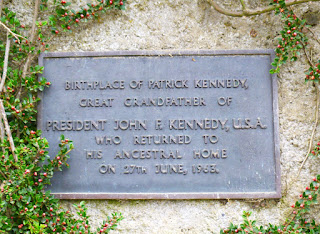 BIRTHPLACE OF PATRICK KENNEDY,
GREAT GRANDFATHER OF
PRESIDENT JOHN F. KENNEDY, U.S.A.
WHO RETURNED TO
HIS ANCESTRAL HOME
ON 27TH JUNE, 1963.